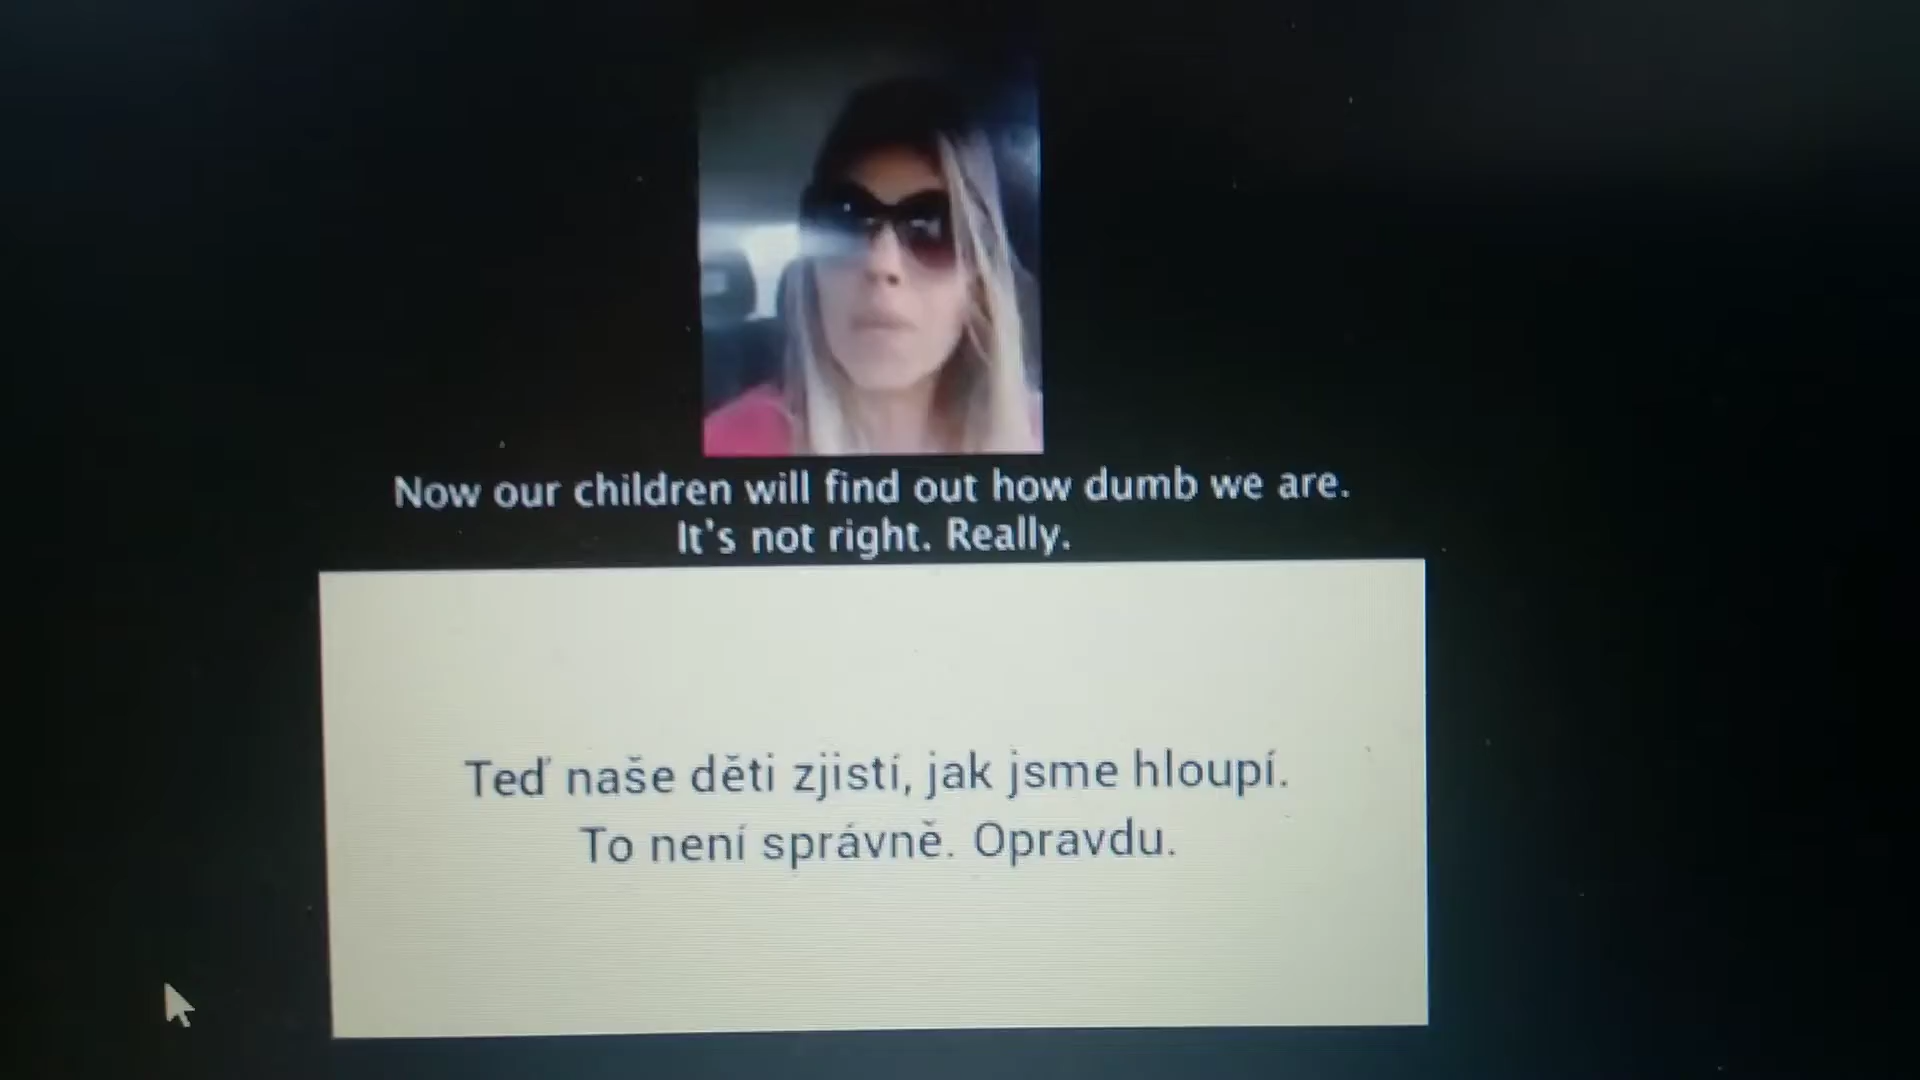 Now our children will find out how dumb we are.
It's not right. Really.
Teď naše děti zjistí, jak jsme hloupí.
To není správně. Opravdu.